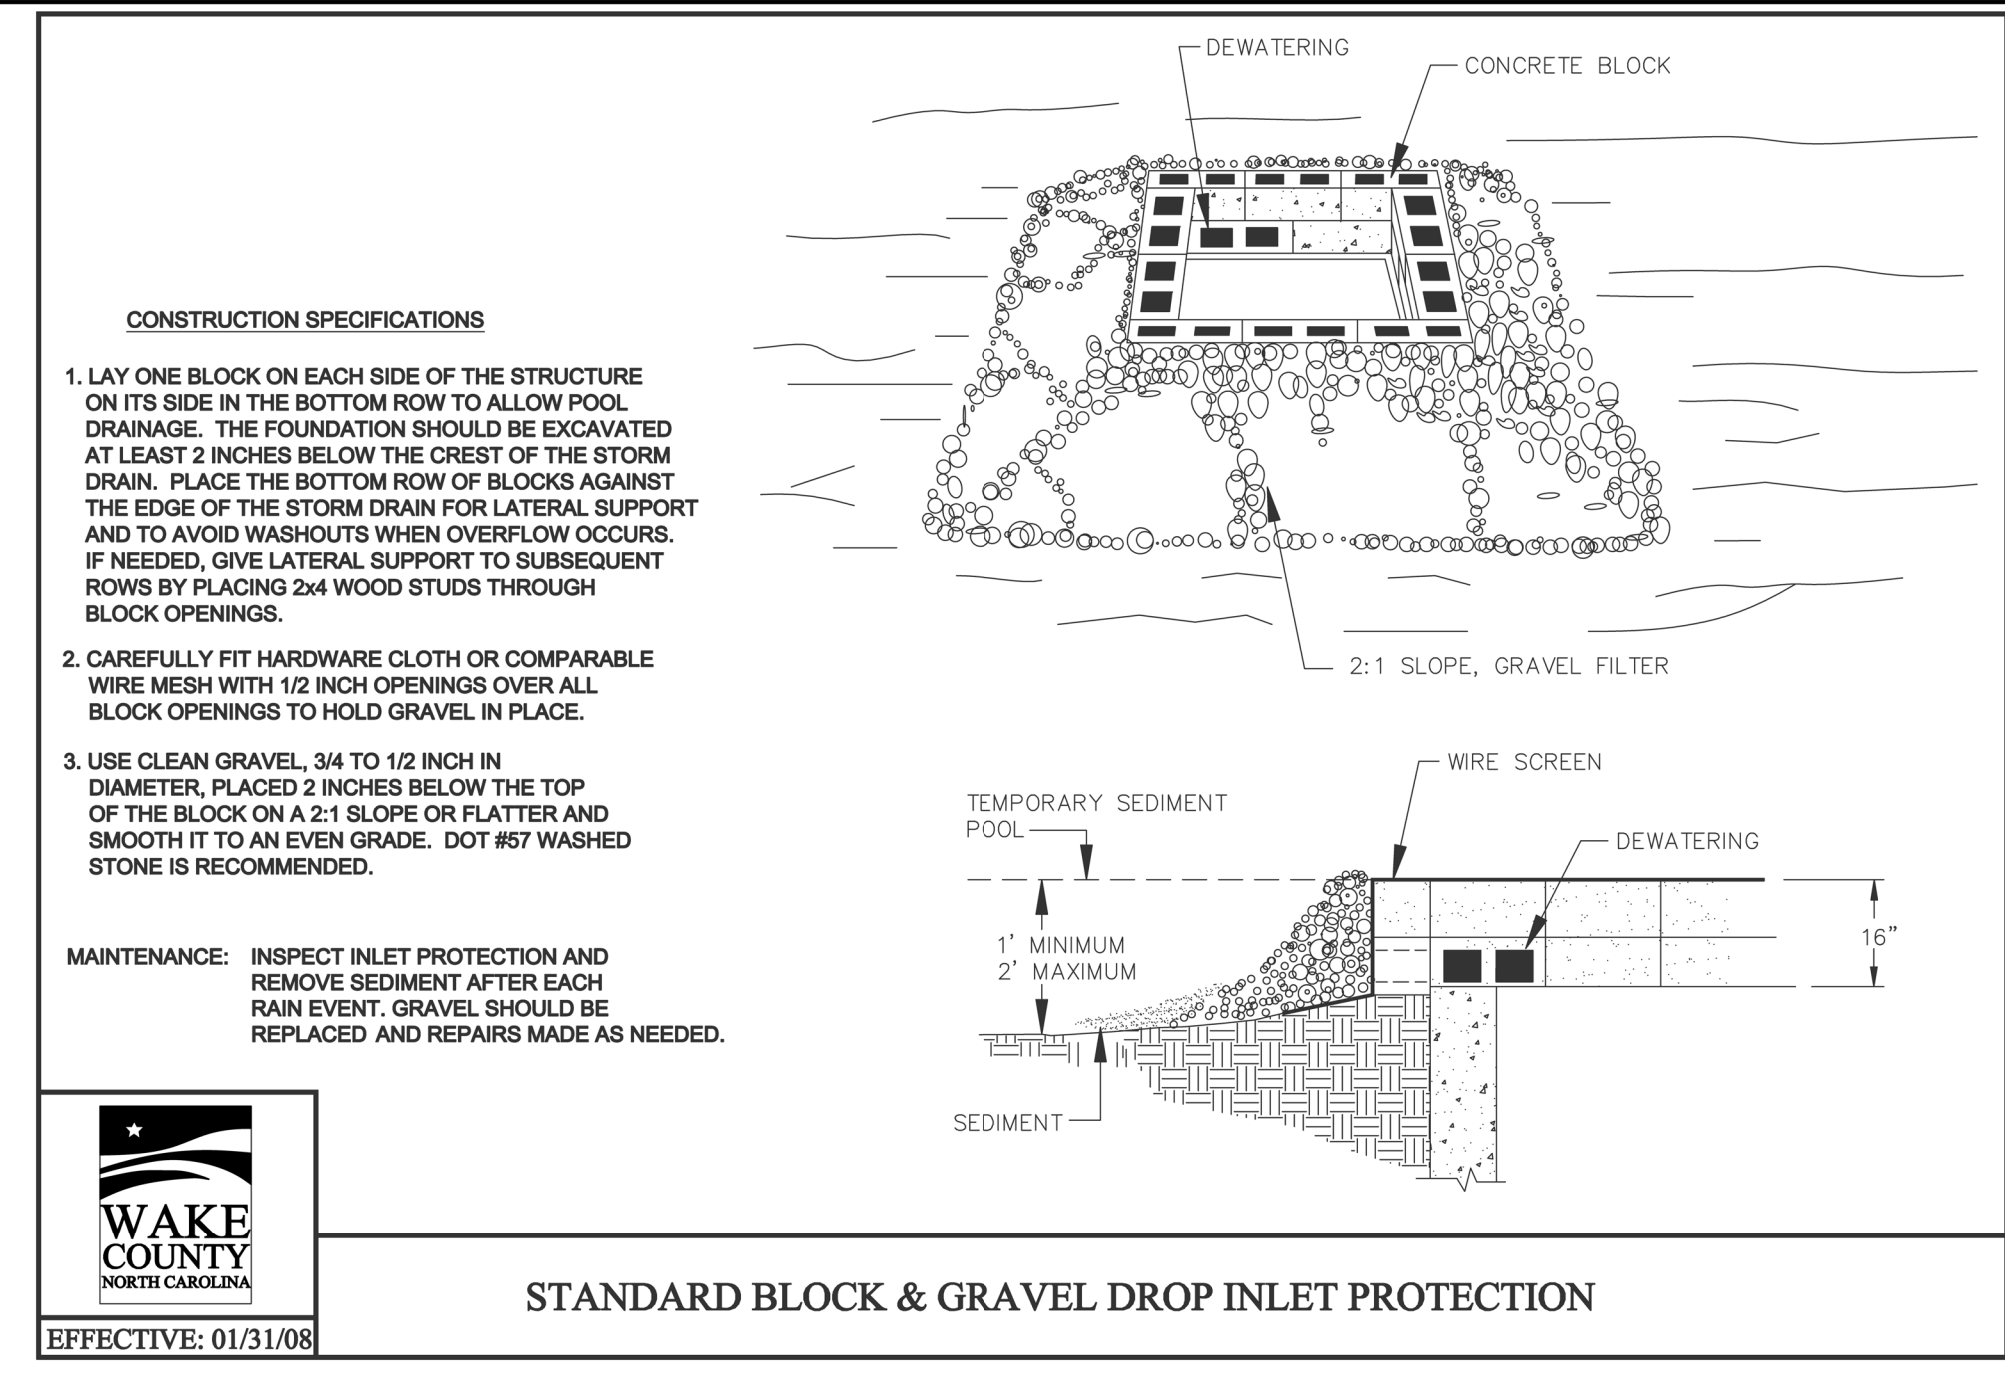 DEWATERING
CONCRETE BLOCK
CONSTRUCTION SPECIFICATIONS
1. LAY ONE BLOCK ON EACH SIDE OF THE STRUCTURE
ON ITS SIDE IN THE BOTTOM ROW TO ALLOW POOL
DRAINAGE. THE FOUNDATION SHOULD BE EXCAVATED
AT LEAST 2 INCHES BELOW THE CREST OF THE STORM
DRAIN. PLACE THE BOTTOM ROW OF BLOCKS AGAINST
THE EDGE OF THE STORM DRAIN FOR LATERAL SUPPORT
AND TO AVOID WASHOUTS WHEN OVERFLOW OCCURS.
IF NEEDED, GIVE LATERAL SUPPORT TO SUBSEQUENT
ROWS BY PLACING 2x4 WOOD STUDS THROUGH
BLOCK OPENINGS.
2. CAREFULLY FIT HARDWARE CLOTH OR COMPARABLE
WIRE MESH WITH 1/2 INCH OPENINGS OVER ALL
BLOCK OPENINGS TO HOLD GRAVEL IN PLACE.
3. USE CLEAN GRAVEL, 3/4 TO 1/2 INCH IN
DIAMETER, PLACED 2 INCHES BELOW THE TOP
OF THE BLOCK ON A 2:1 SLOPE OR FLATTER AND
SMOOTH IT TO AN EVEN GRADE. DOT #57 WASHED
STONE IS RECOMMENDED.
MAINTENANCE: INSPECT INLET PROTECTION AND
REMOVE SEDIMENT AFTER EACH
RAIN EVENT. GRAVEL SHOULD BE
REPLACED AND REPAIRS MADE AS NEEDED.
2:1 SLOPE, GRAVEL FILTER
WIRE SCREEN
TEMPORARY SEDIMENT
POOL
DEWATERING
1' MINIMUM
2' MAXIMUM
16"
SEDIMENT
WAKE
COUNTY
NORTH CAROLINA
EFFECTIVE: 01/31/08
STANDARD BLOCK & GRAVEL DROP INLET PROTECTION